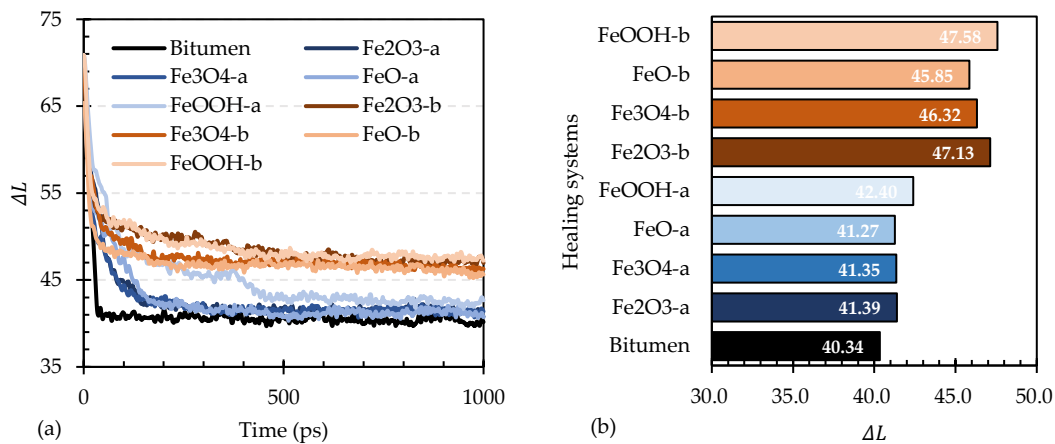 75
65
55
45
35
ΔL
Bitumen
Fe2O3-a
Fe3O4-a
FeO-a
FeOOH-a
Fe2O3-b
Fe3O4-b
FeO-b
FeOOH-b
0
500
1000
Time (ps)
(a)
(b)
Healing systems
FeOOH-b
47.58
FeO-b
45.85
Fe3O4-b
46.32
Fe2O3-b
47.13
FeOOH-a
42.40
FeO-a
41.27
Fe3O4-a
41.35
Fe2O3-a
41.39
Bitumen
40.34
30.0
35.0
40.0
45.0
50.0
ΔL